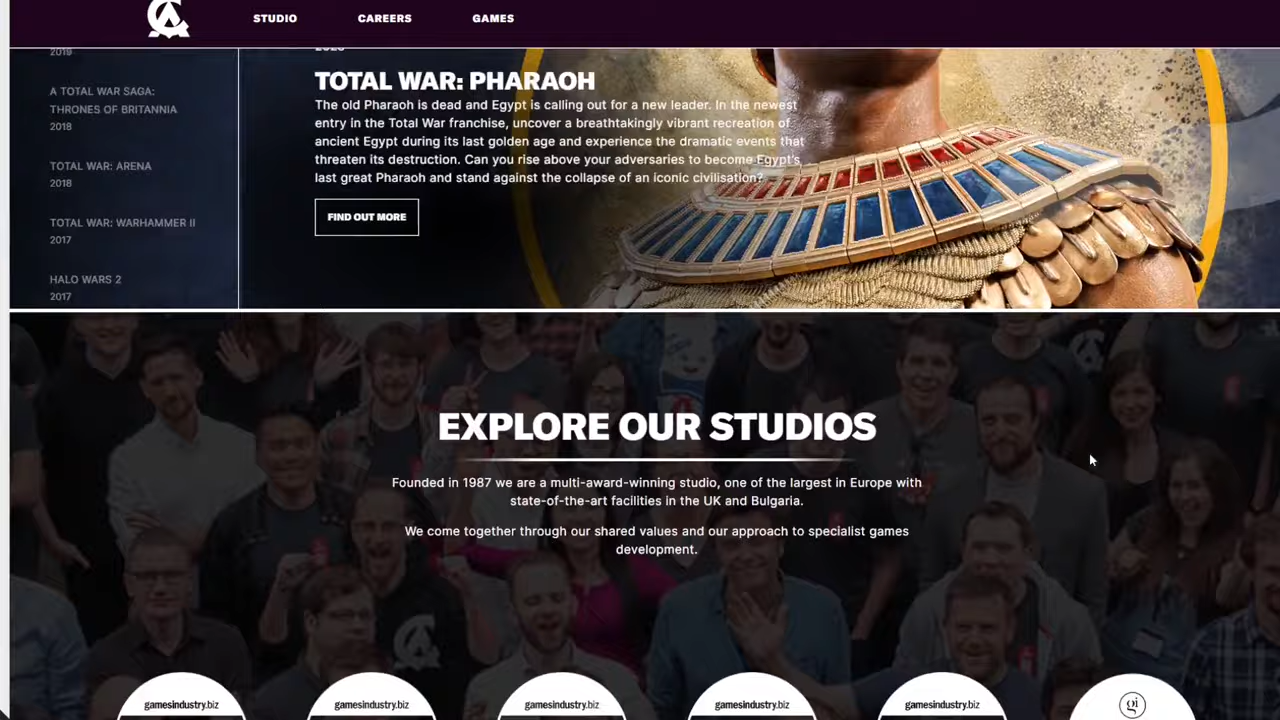 STUDIO
CAREERS
GAMES
2019
A TOTAL WAR SAGA:
THRONES OF BRITANNIA
2018
TOTAL WAR: ARENA
2018
TOTAL WAR: WARHAMMER II
2017
HALO WARS 2
2017
TOTAL WAR: PHARAOH
The old Pharaoh is dead and Egypt is calling out for a new leader. In the newest
entry in the Total War franchise, uncover a breathtakingly vibrant recreation of
ancient Egypt during its last golden age and experience the dramatic events that
threaten its destruction. Can you rise above your adversaries to become Egypt's
last great Pharaoh and stand against the collapse of an iconic civilisation?
FIND OUT MORE
EXPLORE OUR STUDIOS
Founded in 1987 we are a multi-award-winning studio, one of the largest in Europe with
state-of-the-art facilities in the UK and Bulgaria.
We come together through our shared values and our approach to specialist games
development.
gamesindustry.biz
gamesindustry.biz
gamesindustry.biz
gamesindustry.biz
gamesindustry.biz
gi